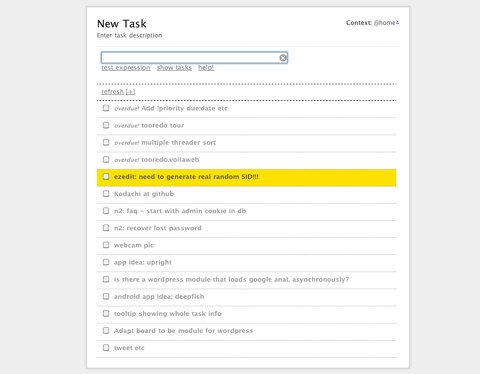 New Task
Context: @home±
Enter task description
test expression show tasks help!
refresh [+]
overdue! Add !priority due:date etc
overdue! tooredo tour
overdue! multiple threader sort
overdue! tooredo.voilaweb
ezedit: need to generate real random SID!!!
Kodachi at github
n2: faq - start with admin cookie in db
n2: recover lost password
webcam pic
app idea: upright
is there a wordpress module that loads google anal. asynchronously?
android app idea: deepfish
tooltip showing whole task info
Adapt board to be module for wordpress
tweet etc